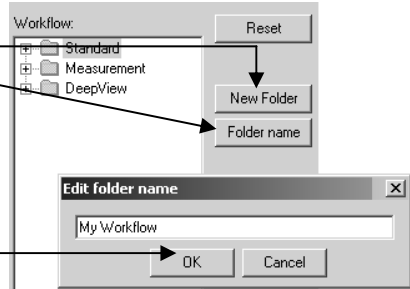 Workflow:
Reset
Standard
Measurement
DeepView
New Folder
Folder name
Edit folder name
My Workflow
OK
Cancel